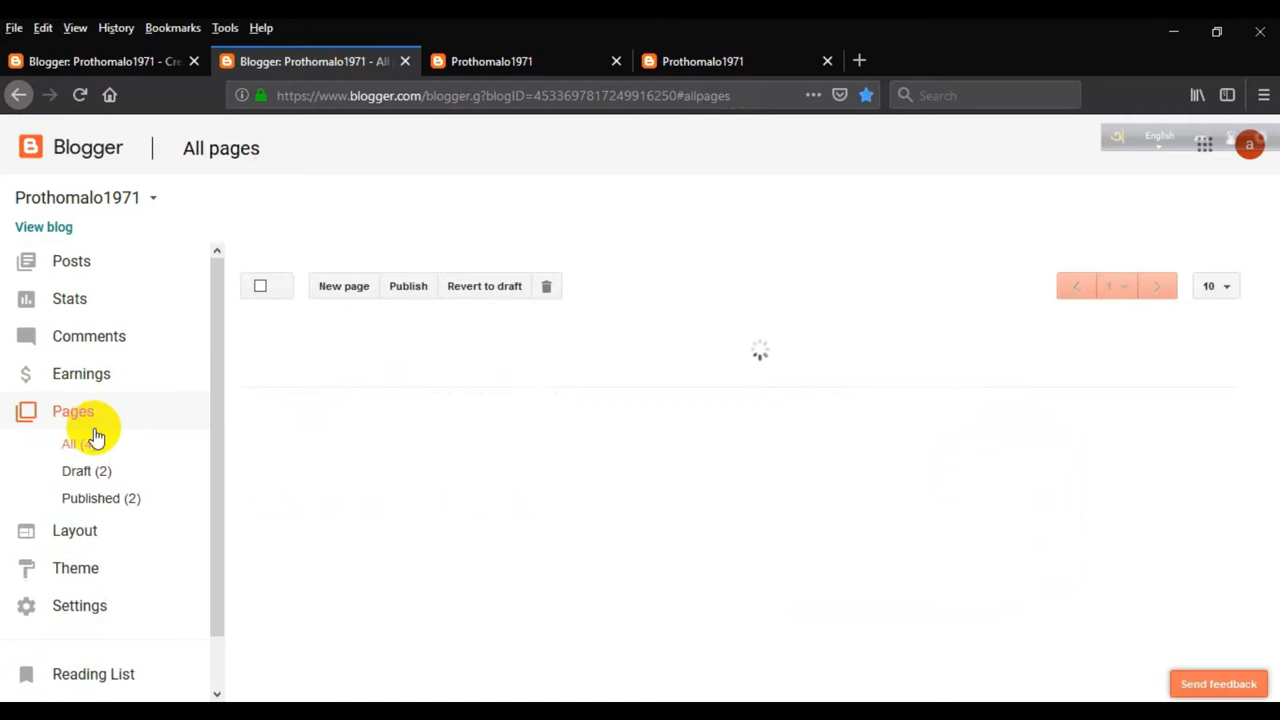 File Edit View History Bookmarks Tools Help
Blogger: Prothomalo1971 - Cre
Blogger: Prothomalo1971 - All
Prothomalo1971
Prothomalo1971
https://www.blogger.com/blogger.g?blogID=4533697817249916250#allpages
Search
Blogger All pages
অ English
a
Prothomalo1971
View blog
Posts
Stats
Comments
Earnings
Pages
All
Draft (2)
Published (2)
Layout
Theme
Settings
Reading List
New page Publish Revert to draft
1
10
Send feedback